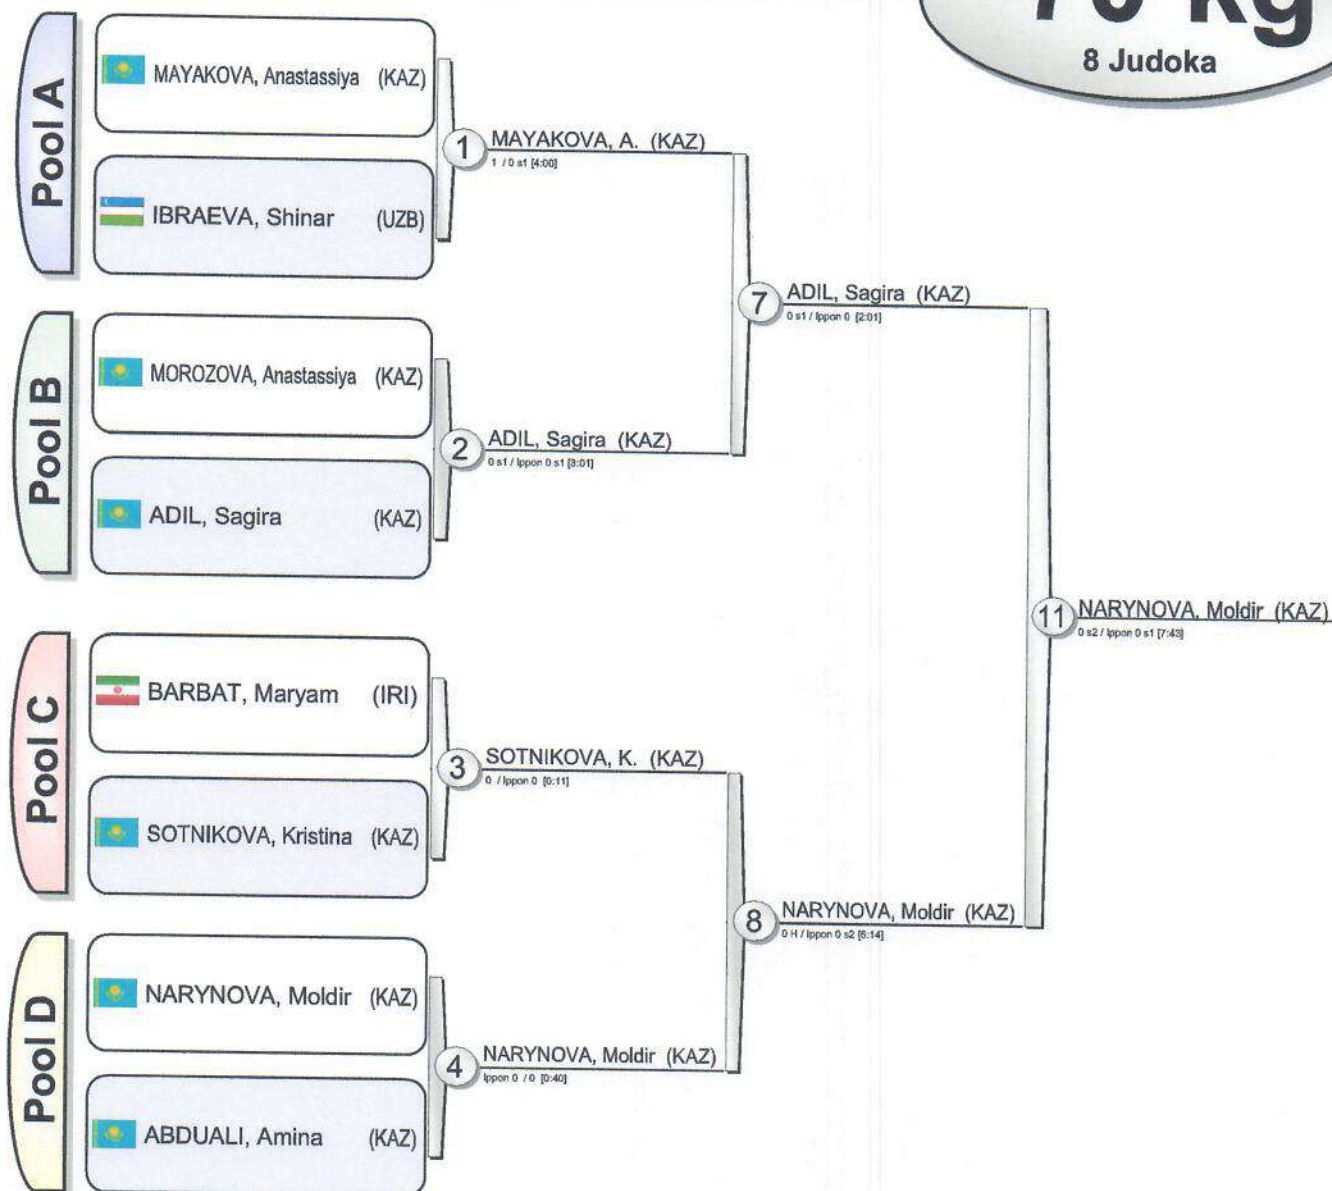 70 kg
8 Judoka
Pool A
MAYAKOVA, Anastassiya (KAZ)
IBRAEVA, Shinar (UZB)
1 MAYAKOVA, A. (KAZ)
1 / 0 s1 [4:00]
Pool B
MOROZOVA, Anastassiya (KAZ)
ADIL, Sagira (KAZ)
2 ADIL, Sagira (KAZ)
0 s1 / Ippon 0 s1 [3:01]
7 ADIL, Sagira (KAZ)
0 s1 / Ippon 0 [2:01]
Pool C
BARBAT, Maryam (IRI)
SOTNIKOVA, Kristina (KAZ)
3 SOTNIKOVA, K. (KAZ)
0 / Ippon 0 [0:11]
Pool D
NARYNOVA, Moldir (KAZ)
ABDUALI, Amina (KAZ)
4 NARYNOVA, Moldir (KAZ)
Ippon 0 / 0 [0:40]
8 NARYNOVA, Moldir (KAZ)
0 H / Ippon 0 s2 [6:14]
11 NARYNOVA, Moldir (KAZ)
0 s2 / Ippon 0 s1 [7:43]